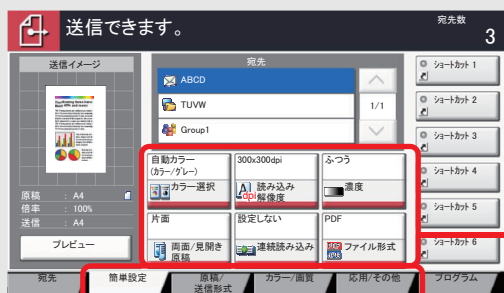 送信できます。
宛先数
3
送信イメージ
原稿 : A4
倍率 : 100%
送信 : A4
プレビュー
宛先
ABCD
TUVW
Group1
1/1
自動カラー
(カラー/グレー)
カラー選択
300x300dpi
読み込み
解像度
ふつう
濃度
片面
両面/見開き
原稿
設定しない
連続読み込み
PDF
ファイル形式
ショートカット 1
ショートカット 2
ショートカット 3
ショートカット 4
ショートカット 5
ショートカット 6
宛先
簡単設定
原稿/
送信形式
カラー/画質
応用/その他
プログラム